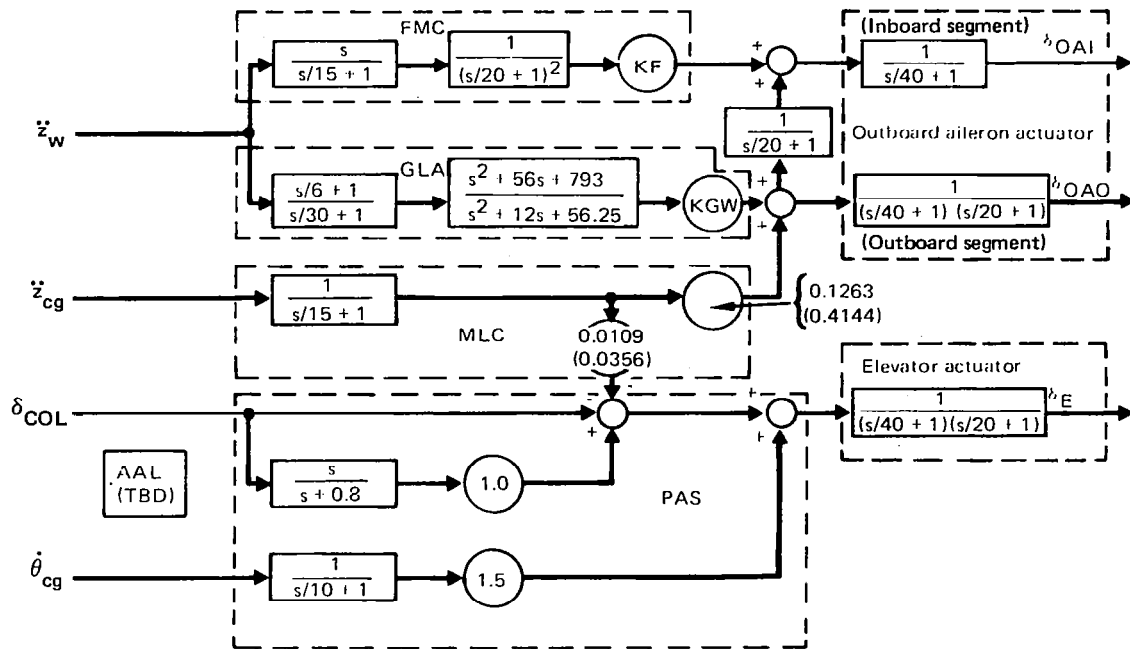 FMC
s
s/15 + 1
1
(s/20 + 1)²
KF
+
+
(Inboard segment)
1
s/40 + 1
δOAI
z̈w
1
s/20 + 1
Outboard aileron actuator
GLA
s/6 + 1
s/30 + 1
s² + 56s + 793
s² + 12s + 56.25
KGW
+
+
+
1
(s/40 + 1) (s/20 + 1)
δOAO
(Outboard segment)
z̈cg
1
s/15 + 1
MLC
0.1263
(0.4144)
0.0109
(0.0356)
Elevator actuator
δCOL
+
+
+
1
(s/40 + 1)(s/20 + 1)
δE
AAL
(TBD)
s
s + 0.8
1.0
PAS
θ̇cg
1
s/10 + 1
1.5